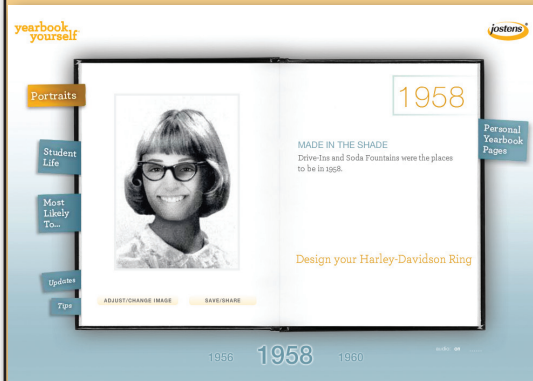 yearbook
yourself
jostens
Portraits
1958
Personal
Yearbook
Pages
MADE IN THE SHADE
Drive-Ins and Soda Fountains were the places
to be in 1958.
Student
Life
Most
Likely
To...
Design your Harley-Davidson Ring
Updates
Tips
ADJUST/CHANGE IMAGE
SAVE/SHARE
1956
1958
1960
audio